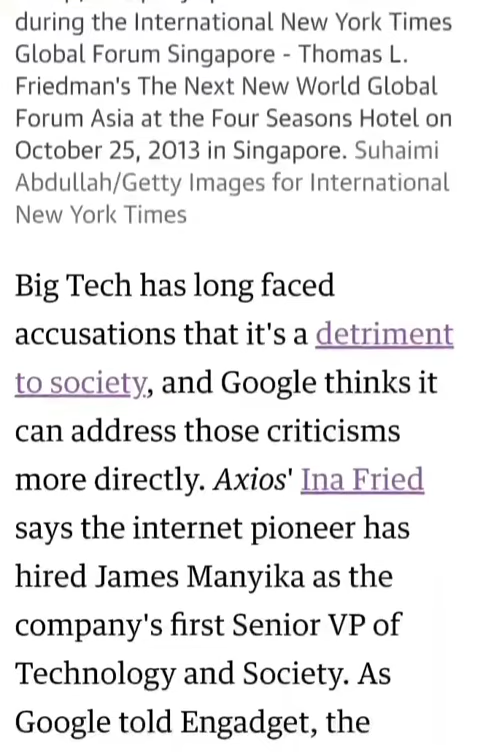 during the International New York Times
Global Forum Singapore - Thomas L.
Friedman's The Next New World Global
Forum Asia at the Four Seasons Hotel on
October 25, 2013 in Singapore. Suhaimi
Abdullah/Getty Images for International
New York Times
Big Tech has long faced
accusations that it's a detriment
to society, and Google thinks it
can address those criticisms
more directly. Axios' Ina Fried
says the internet pioneer has
hired James Manyika as the
company's first Senior VP of
Technology and Society. As
Google told Engadget, the